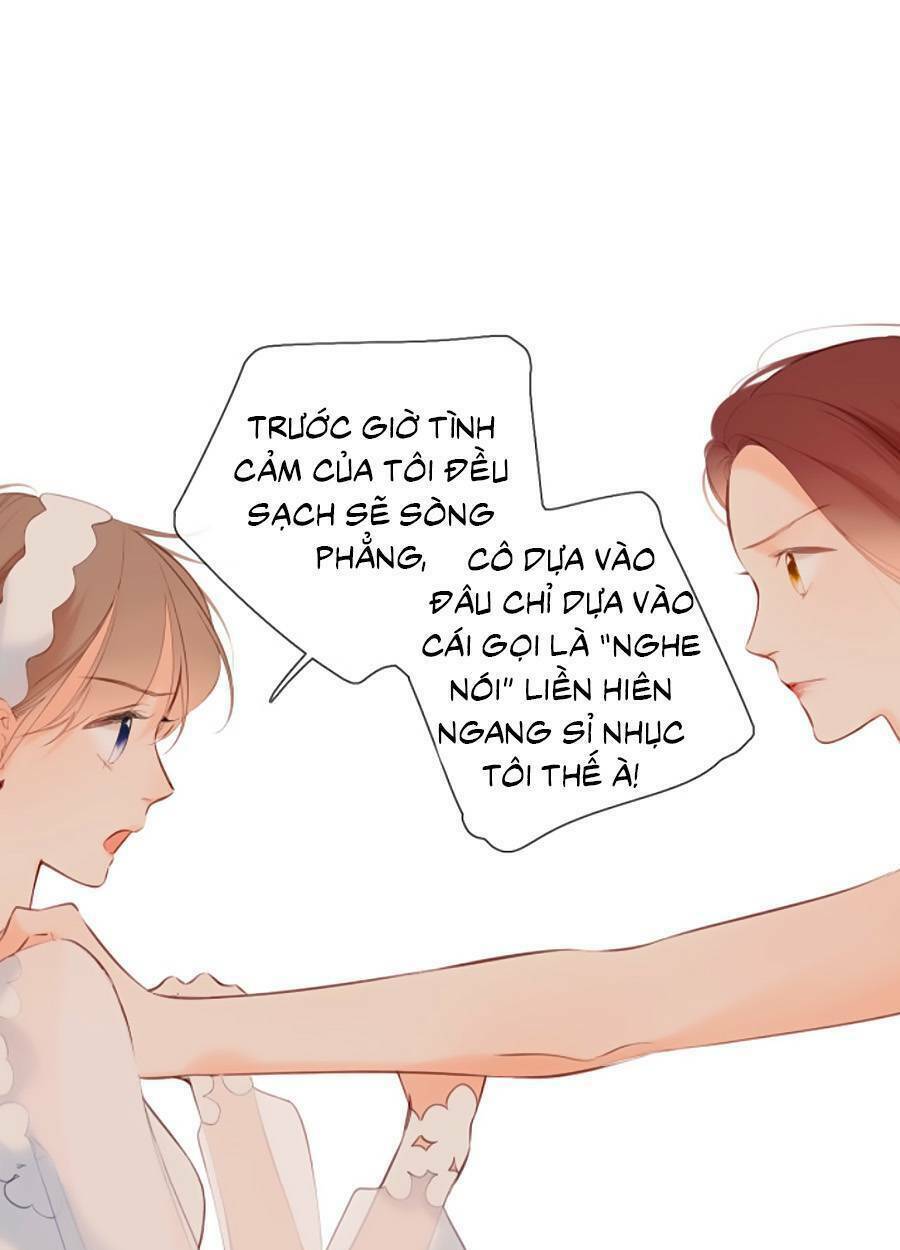 TRƯỚC GIỜ TÌNH
CẢM CỦA TÔI ĐỀU
SẠCH SẼ SÒNG
PHẲNG,
CÔ DỰA VÀO
ĐÂU CHỈ DỰA VÀO
CÁI GỌI LÀ "NGHE
NÓI" LIỀN HIÊN
NGANG SỈ NHỤC
TÔI THẾ À!